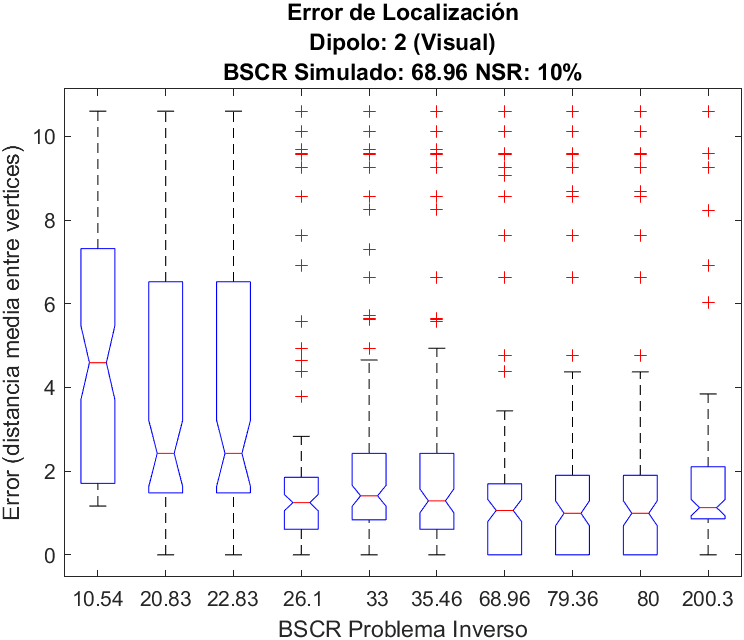 Error de Localización
Dipolo: 2 (Visual)
BSCR Simulado: 68.96 NSR: 10%
Error (distancia media entre vertices)
10
8
6
4
2
0
10.54 20.83 22.83 26.1 33 35.46 68.96 79.36 80 200.3
BSCR Problema Inverso